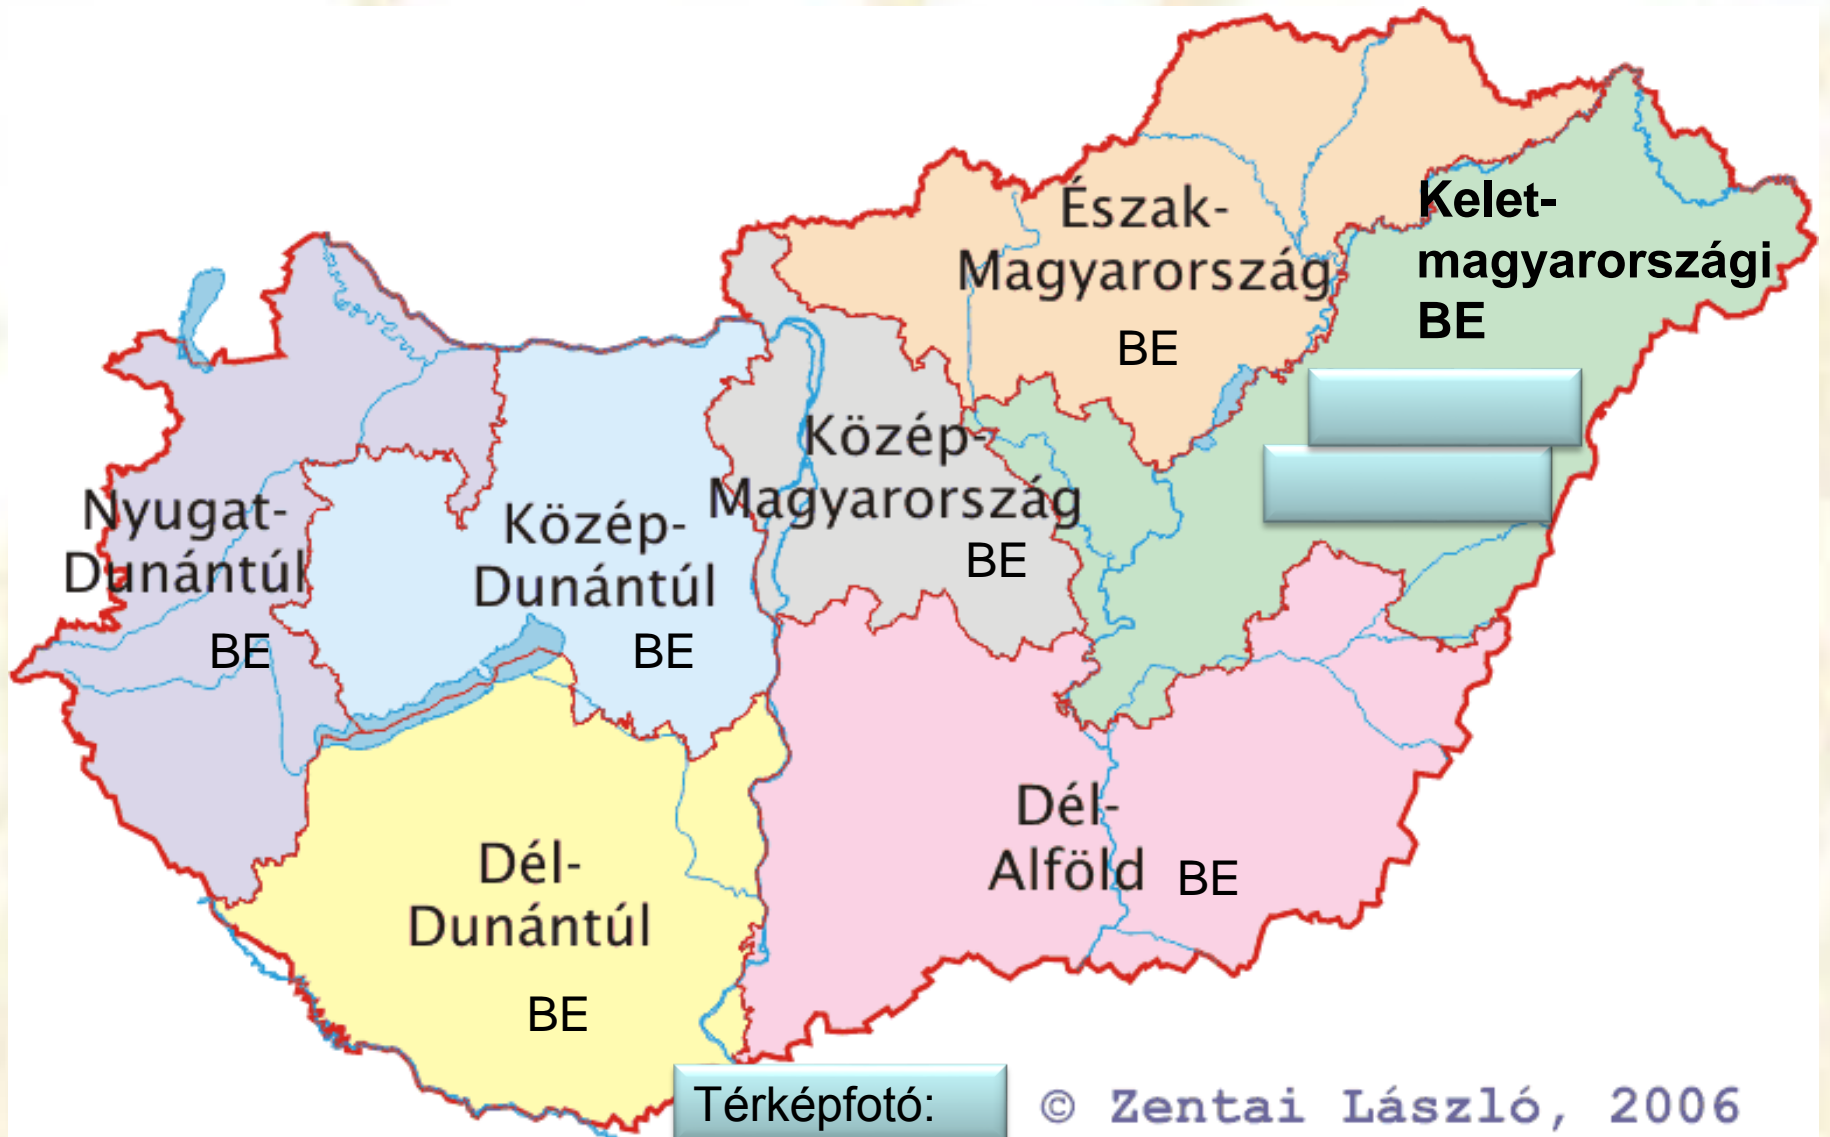 Észak-
Magyarország
BE
Kelet-
magyarországi
BE
Közép-
Magyarország
BE
Nyugat-
Dunántúl
BE
Közép-
Dunántúl
BE
Dél-
Dunántúl
BE
Dél-
Alföld BE
Térképfotó: © Zentai László, 2006